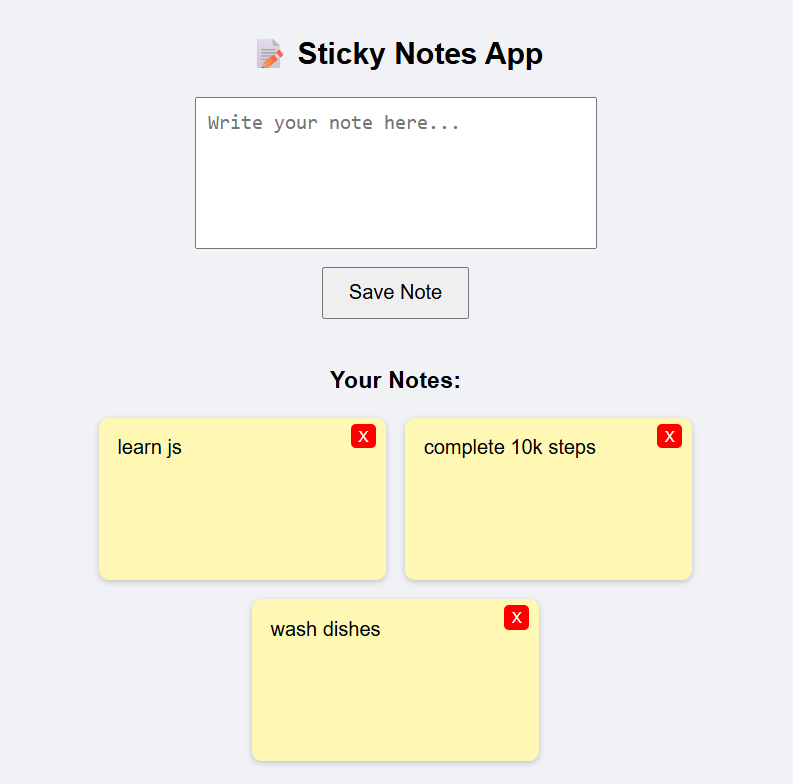 📝 Sticky Notes App
Write your note here...
Save Note
Your Notes:
learn js
X
complete 10k steps
X
wash dishes
X